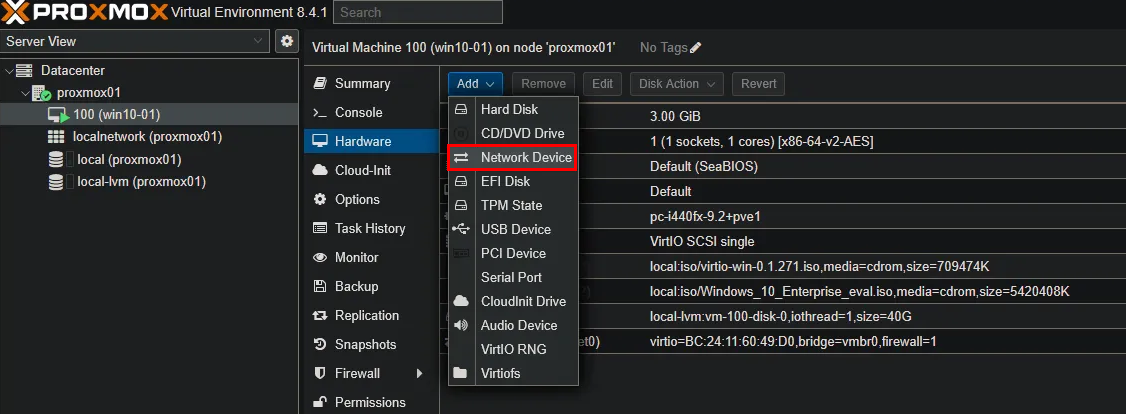 PROXMOX Virtual Environment 8.4.1 Search
Server View
Datacenter
proxmox01
100 (win10-01)
localnetwork (proxmox01)
local (proxmox01)
local-lvm (proxmox01)
Virtual Machine 100 (win10-01) on node 'proxmox01' No Tags
Summary
Console
Hardware
Cloud-Init
Options
Task History
Monitor
Backup
Replication
Snapshots
Firewall
Permissions
Add Remove Edit Disk Action Revert
Hard Disk
CD/DVD Drive
Network Device
EFI Disk
TPM State
USB Device
PCI Device
Serial Port
CloudInit Drive
Audio Device
VirtIO RNG
Virtiofs
3.00 GiB
1 (1 sockets, 1 cores) [x86-64-v2-AES]
Default (SeaBIOS)
Default
pc-i440fx-9.2+pve1
VirtIO SCSI single
local:iso/virtio-win-0.1.271.iso,media=cdrom,size=709474K
local:iso/Windows_10_Enterprise_eval.iso,media=cdrom,size=5420408K
local-lvm:vm-100-disk-0,iothread=1,size=40G
et0) virtio=BC:24:11:60:49:D0,bridge=vmbr0,firewall=1